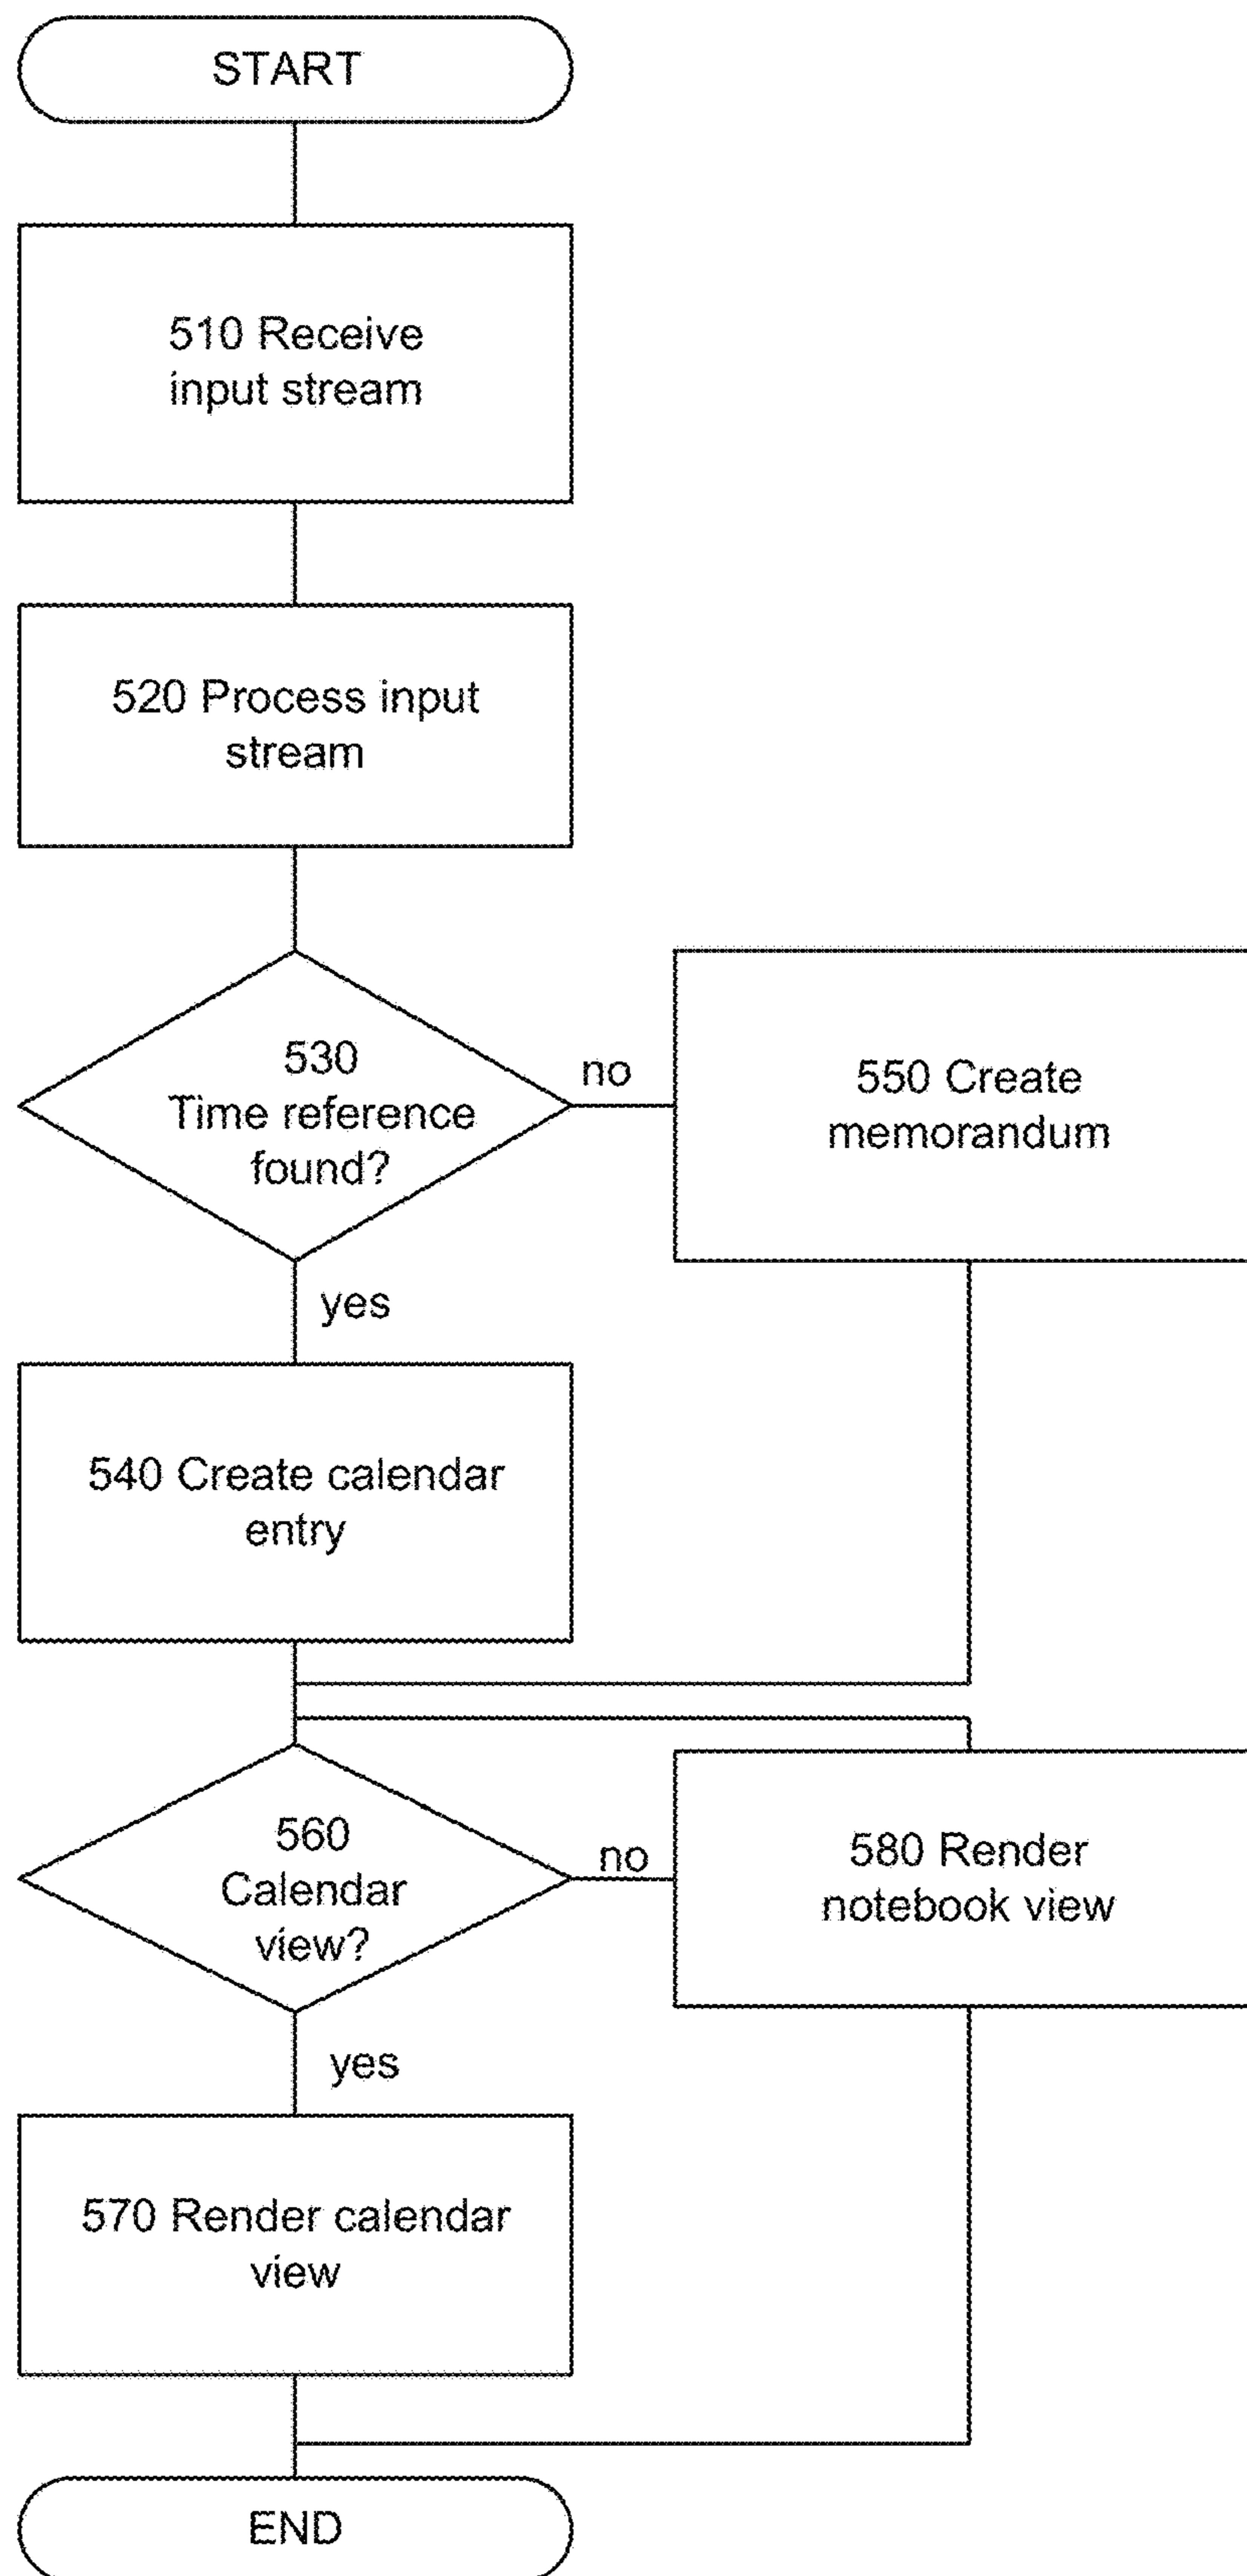 START
510 Receive
input stream
520 Process input
stream
530
Time reference
found?
no
550 Create
memorandum
yes
540 Create calendar
entry
560
Calendar
view?
no
580 Render
notebook view
yes
570 Render calendar
view
END